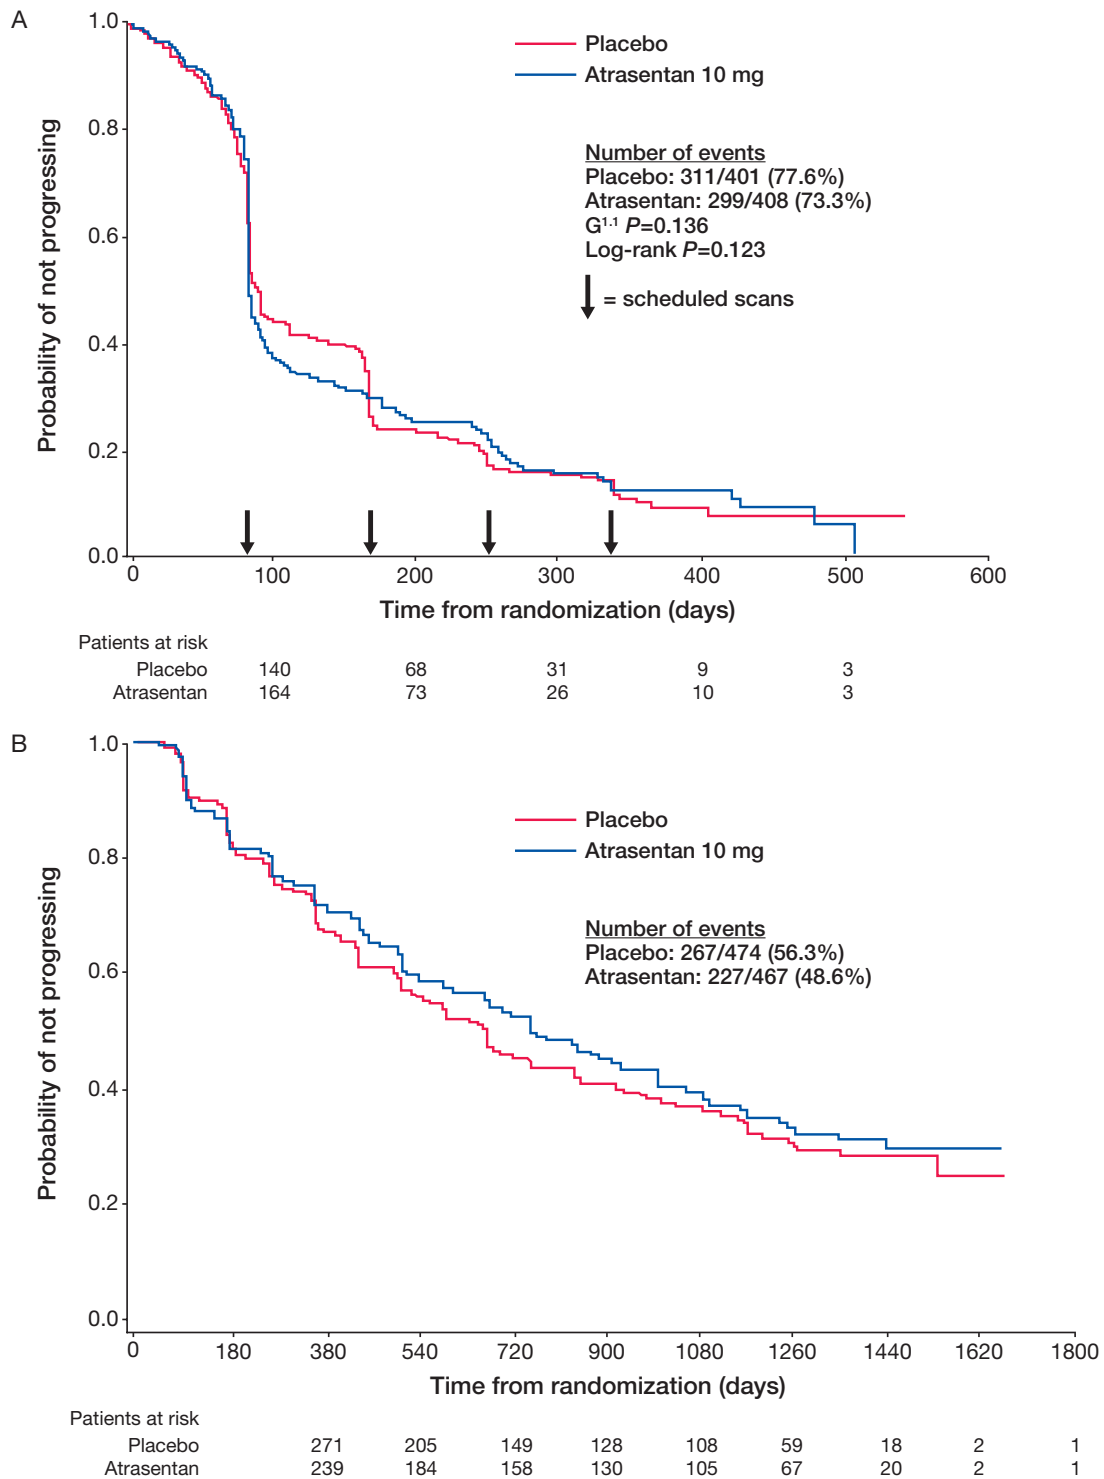 A
1.0
0.8
0.6
0.4
0.2
0.0
Probability of not progressing
Placebo
Atrasentan 10 mg
Number of events
Placebo: 311/401 (77.6%)
Atrasentan: 299/408 (73.3%)
G1.1 P=0.136
Log-rank P=0.123
= scheduled scans
0 100 200 300 400 500 600
Time from randomization (days)
Patients at risk
Placebo 140 68 31 9 3
Atrasentan 164 73 26 10 3
B
1.0
0.8
0.6
0.4
0.2
0.0
Probability of not progressing
Placebo
Atrasentan 10 mg
Number of events
Placebo: 267/474 (56.3%)
Atrasentan: 227/467 (48.6%)
0 180 380 540 720 900 1080 1260 1440 1620 1800
Time from randomization (days)
Patients at risk
Placebo 271 205 149 128 108 59 18 2 1
Atrasentan 239 184 158 130 105 67 20 2 1